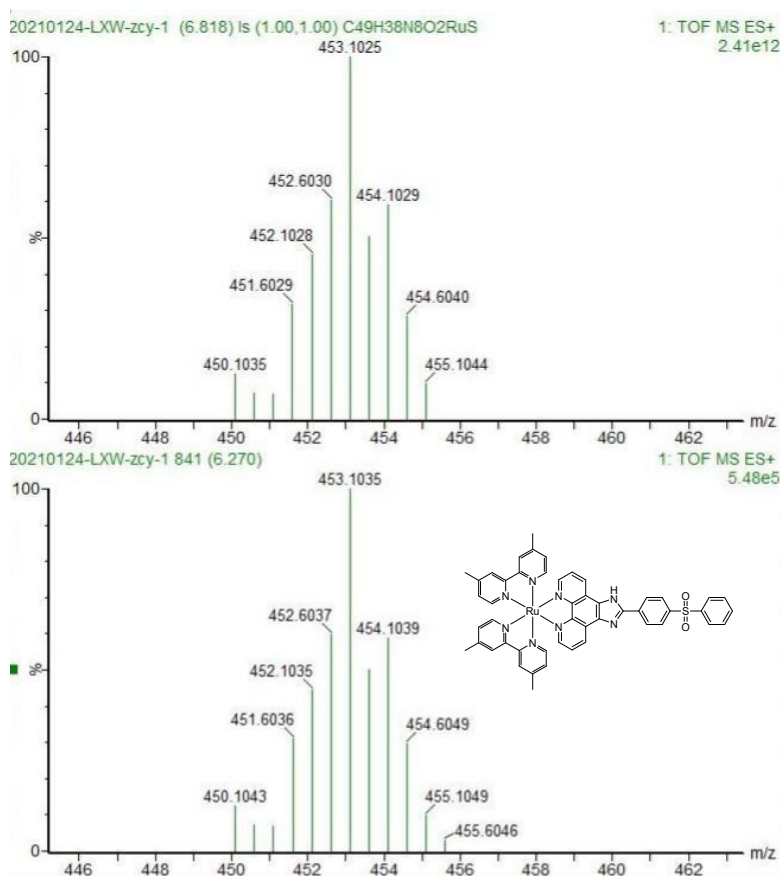 20210124-LXW-zcy-1 (6.818) Is (1.00,1.00) C49H38N8O2RuS
1: TOF MS ES+
2.41e12
453.1025
100
452.6030
454.1029
%
452.1028
451.6029
454.6040
450.1035
455.1044
0
m/z
446 448 450 452 454 456 458 460 462
20210124-LXW-zcy-1 841 (6.270)
1: TOF MS ES+
5.48e5
453.1035
100
452.6037
454.1039
%
452.1035
451.6036
454.6049
450.1043
455.1049
455.6046
0
m/z
446 448 450 452 454 456 458 460 462
N N
N N H N
Ru S O O
N N N N